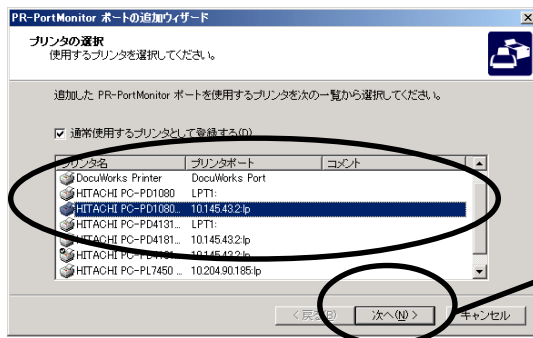 PR-PortMonitor ポートの追加ウィザード
プリンタの選択
使用するプリンタを選択してください。
追加した PR-PortMonitor ポートを使用するプリンタを次の一覧から選択してください。
通常使用するプリンタとして登録する(D)
プリンタ名 プリンタポート コメント
DocuWorks Printer DocuWorks Port
HITACHI PC-PD1080 LPT1:
HITACHI PC-PD1080... 10.145.43.2:lp
HITACHI PC-PD4131... LPT1:
HITACHI PC-PD4181... 10.145.43.2:lp
HITACHI 10.145.43.2:lp
HITACHI PC-PL7450 ... 10.204.90.185:lp
< 戻る(B) 次へ(N) > キャンセル